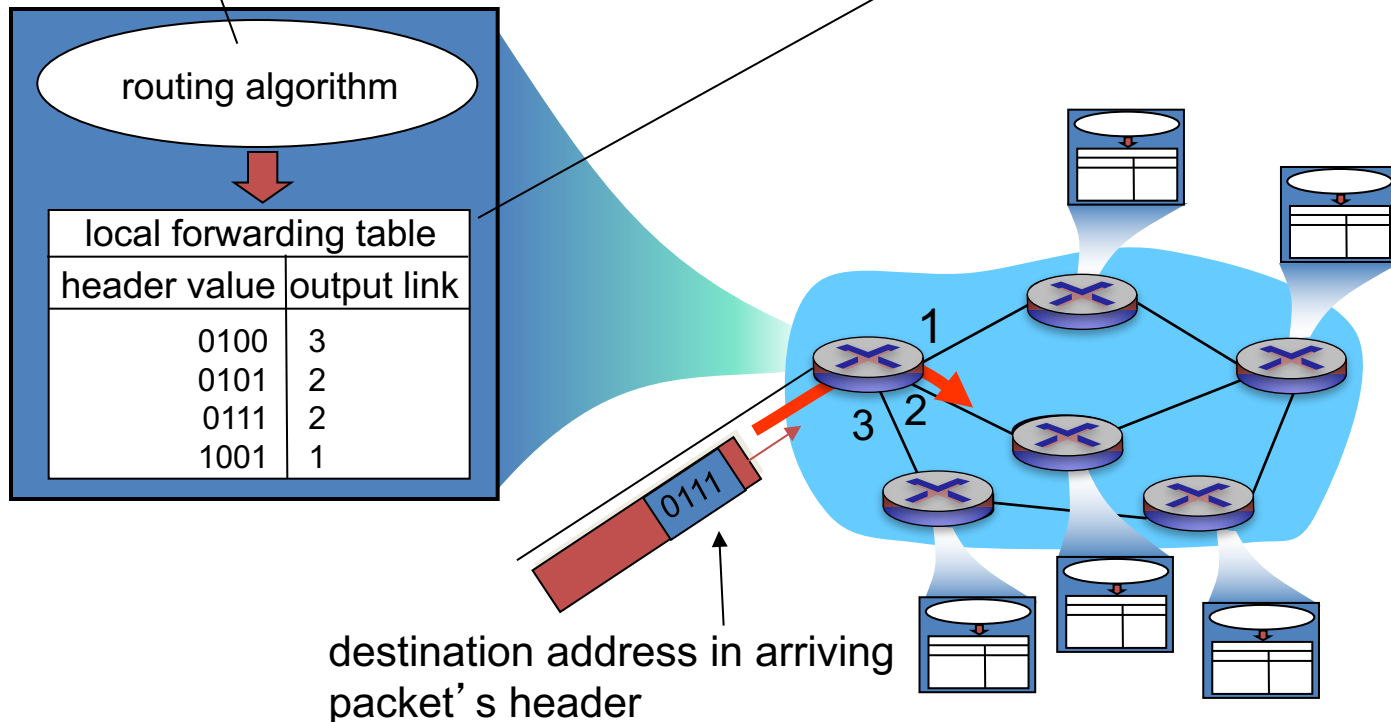 routing algorithm
local forwarding table
header value output link
0100 3
0101 2
0111 2
1001 1
1
2
3
0111
destination address in arriving
packet’s header